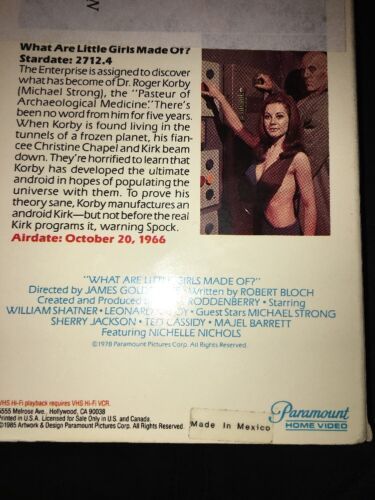 What Are Little Girls Made Of?
Stardate: 2712.4
The Enterprise is assigned to discover
what has become of Dr. Roger Korby
(Michael Strong), the "Pasteur of
Archaeological Medicine." There's
been no word from him for five years.
When Korby is found living in the
tunnels of a frozen planet, his fian-
cee Christine Chapel and Kirk beam
down. They're horrified to learn that
Korby has developed the ultimate
android in hopes of populating the
universe with them. To prove his
theory sane, Korby manufactures an
android Kirk—but not before the real
Kirk programs it, warning Spock.
Airdate: October 20, 1966
"WHAT ARE LITTLE GIRLS MADE OF?"
Directed by JAMES Written by ROBERT BLOCH
Created and Produced RODDENBERRY • Starring
WILLIAM SHATNER • LEONARD • Guest Stars MICHAEL STRONG
SHERRY JACKSON • TED CASSIDY • MAJEL BARRETT
Featuring NICHELLE NICHOLS
©1978 Paramount Pictures Corp. All Rights Reserved.
VHS Hi-Fi playback requires VHS Hi-Fi VCR.
5555 Melrose Ave., Hollywood, CA 90038
Printed in U.S.A. Licensed for Sale Only in U.S. and Canada.
©1985 Artwork & Design Paramount Pictures Corp. All Rights Reserved.
Made In Mexico
Paramount
HOME VIDEO